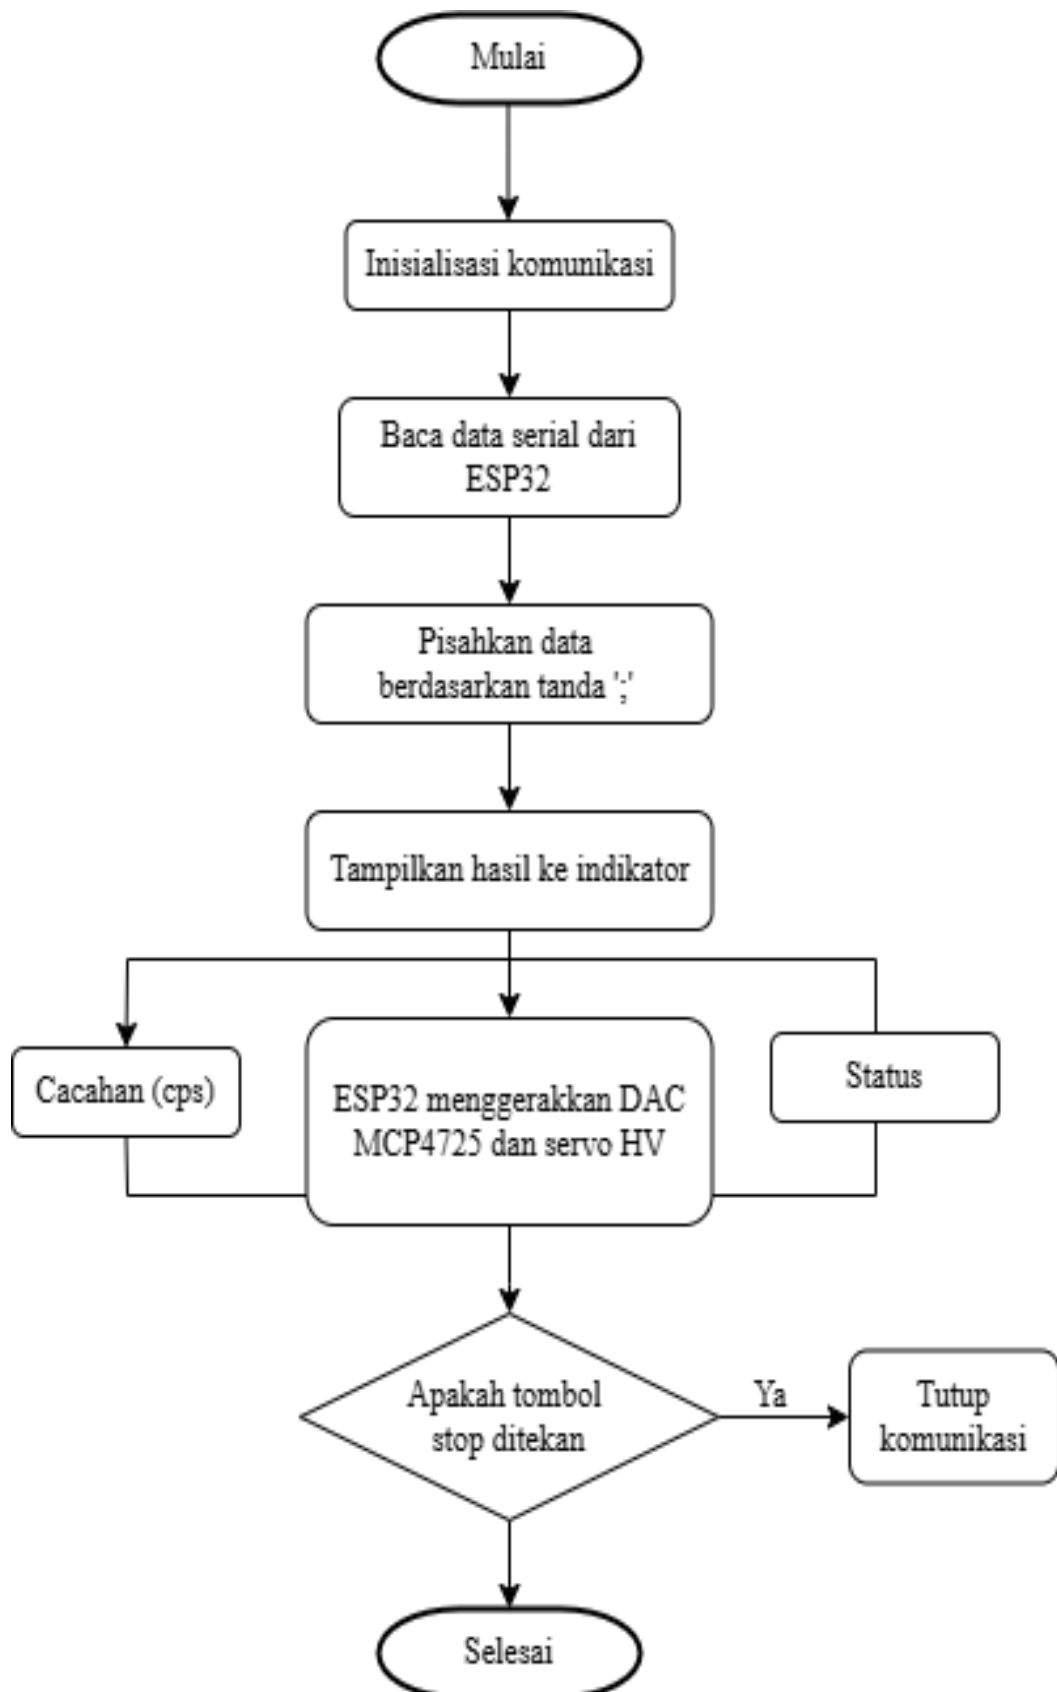 Mulai
Inisialisasi komunikasi
Baca data serial dari
ESP32
Pisahkan data
berdasarkan tanda ';'
Tampilkan hasil ke indikator
Cacahan (cps)
ESP32 menggerakkan DAC
MCP4725 dan servo HV
Status
Apakah tombol
stop ditekan
Ya
Tutup
komunikasi
Selesai